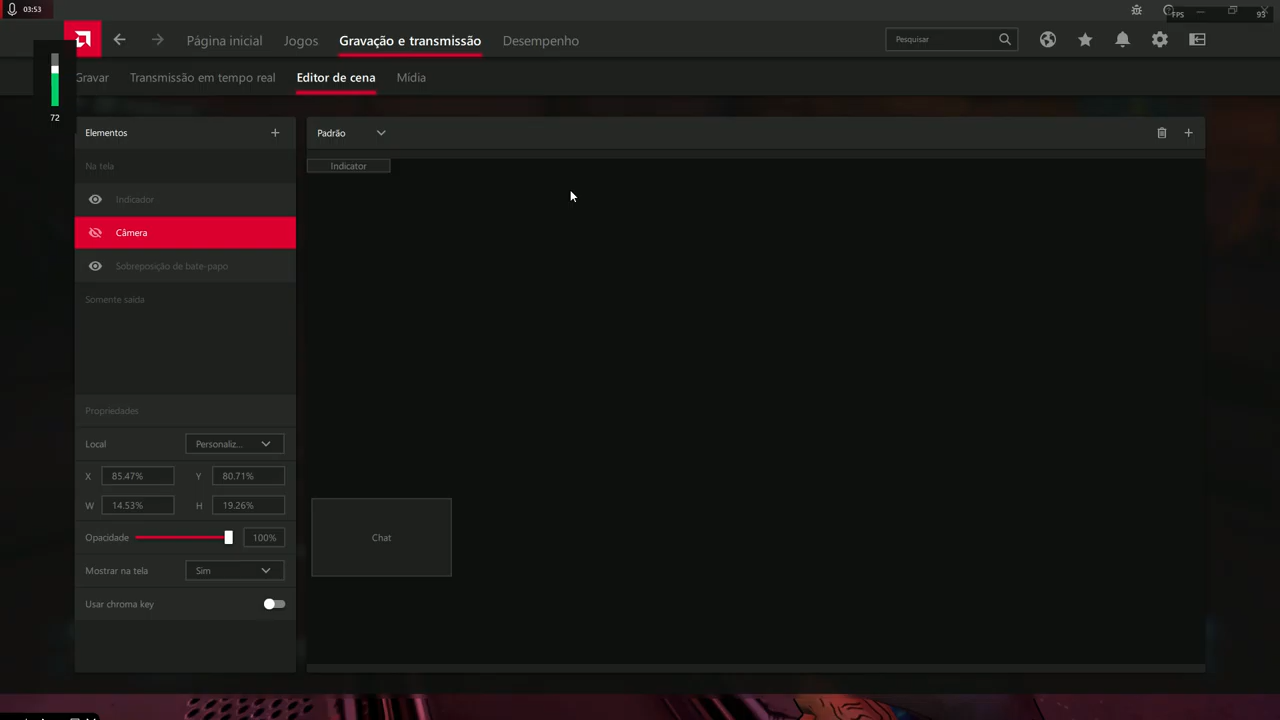 03:53
FPS 93
Página inicial
Jogos
Gravação e transmissão
Desempenho
Pesquisar
Gravar
Transmissão em tempo real
Editor de cena
Mídia
72
Elementos
Padrão
Na tela
Indicator
Indicador
Câmera
Sobreposição de bate-papo
Somente saída
Propriedades
Local
Personaliz...
X 85.47% Y 80.71%
W 14.53% H 19.26%
Opacidade 100%
Chat
Mostrar na tela Sim
Usar chroma key